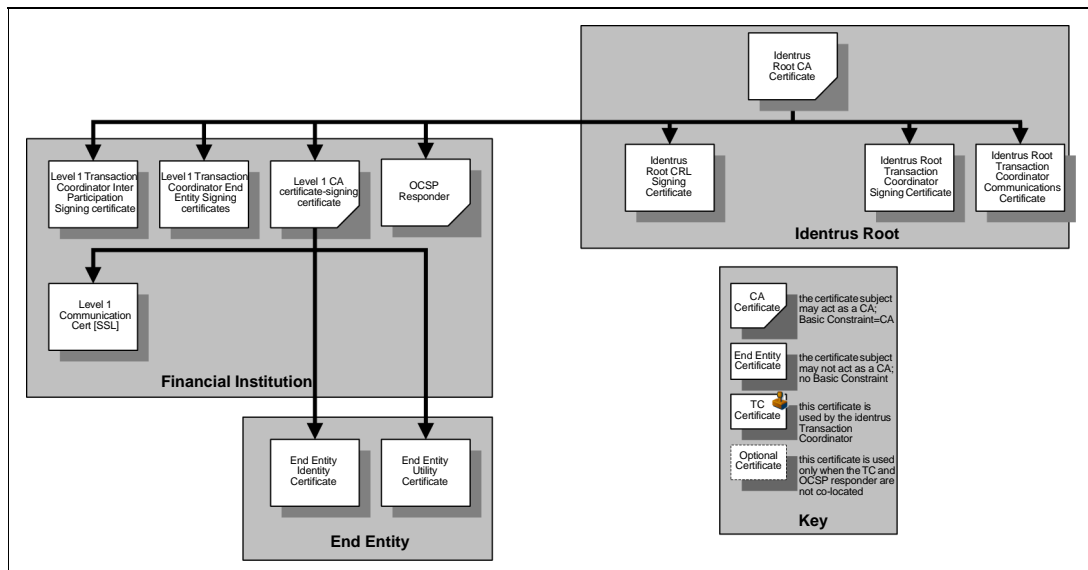 Identrus
Root CA
Certificate
Level 1 Transaction
Coordinator Inter
Participation
Signing certificate
Level 1 Transaction
Coordinator End
Entity Signing
certificates
Level 1 CA
certificate-signing
certificate
OCSP
Responder
Identrus
Root CRL
Signing
Certificate
Identrus Root
Transaction
Coordinator
Signing Certificate
Identrus Root
Transaction
Coordinator
Communications
Certificate
Identrus Root
Level 1
Communication
Cert [SSL]
Financial Institution
End Entity
Identity
Certificate
End Entity
Utility
Certificate
End Entity
CA
Certificate
the certificate subject
may act as a CA;
Basic Constraint=CA
End Entity
Certificate
the certificate subject
may not act as a CA;
no Basic Constraint
TC
Certificate
this certificate is
used by the identrus
Transaction
Coordinator
Optional
Certificate
this certificate is used
only when the TC and
OCSP responder are
not co-located
Key